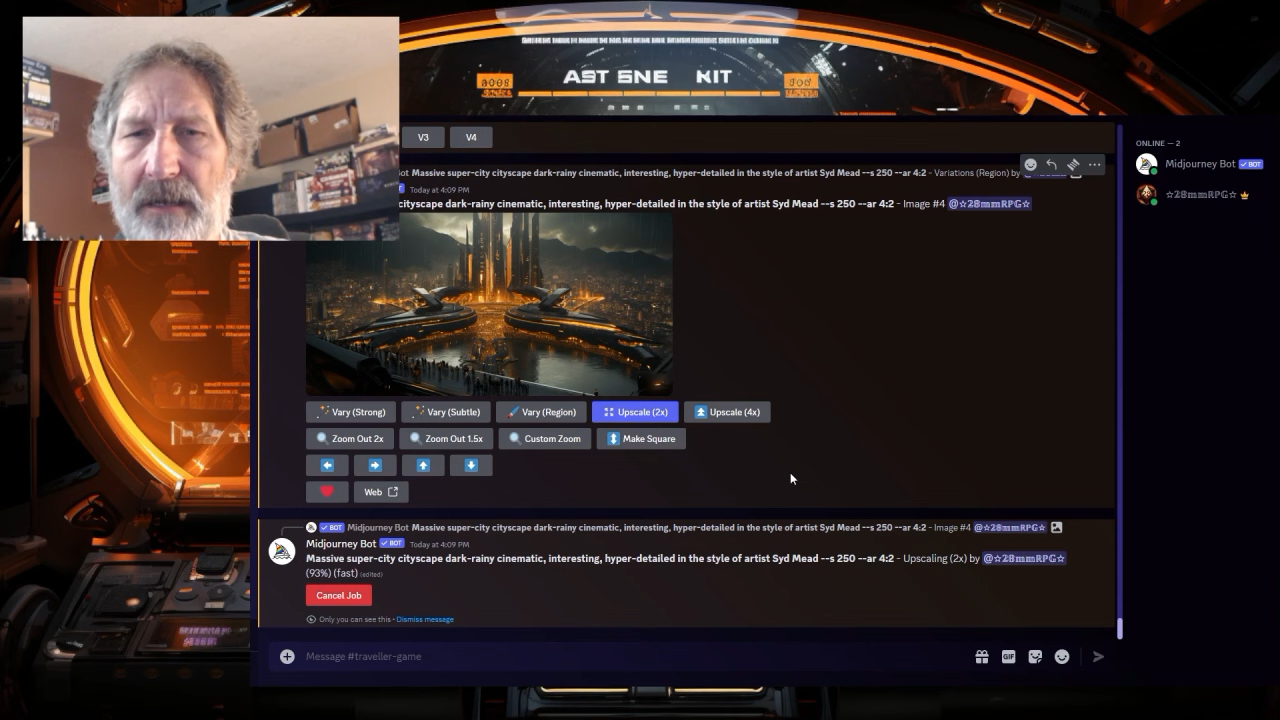 AST SNE KIT
V3
V4
ot Massive super-city cityscape dark-rainy cinematic, interesting, hyper-detailed in the style of artist Syd Mead --s 250 --ar 4:2 - Variations (Region) by
Today at 4:09 PM
cityscape dark-rainy cinematic, interesting, hyper-detailed in the style of artist Syd Mead --s 250 --ar 4:2 - Image #4 @☆28mmRPG☆
ONLINE — 2
Midjourney Bot ✓ BOT
☆28mmRPG☆
Vary (Strong)
Vary (Subtle)
Vary (Region)
Upscale (2x)
Upscale (4x)
Zoom Out 2x
Zoom Out 1.5x
Custom Zoom
Make Square
Web
✓ BOT Midjourney Bot Massive super-city cityscape dark-rainy cinematic, interesting, hyper-detailed in the style of artist Syd Mead --s 250 --ar 4:2 - Image #4 @☆28mmRPG☆
Midjourney Bot ✓ BOT Today at 4:09 PM
Massive super-city cityscape dark-rainy cinematic, interesting, hyper-detailed in the style of artist Syd Mead --s 250 --ar 4:2 - Upscaling (2x) by @☆28mmRPG☆
(93%) (fast) (edited)
Cancel Job
Only you can see this • Dismiss message
Message #traveller-game
GIF